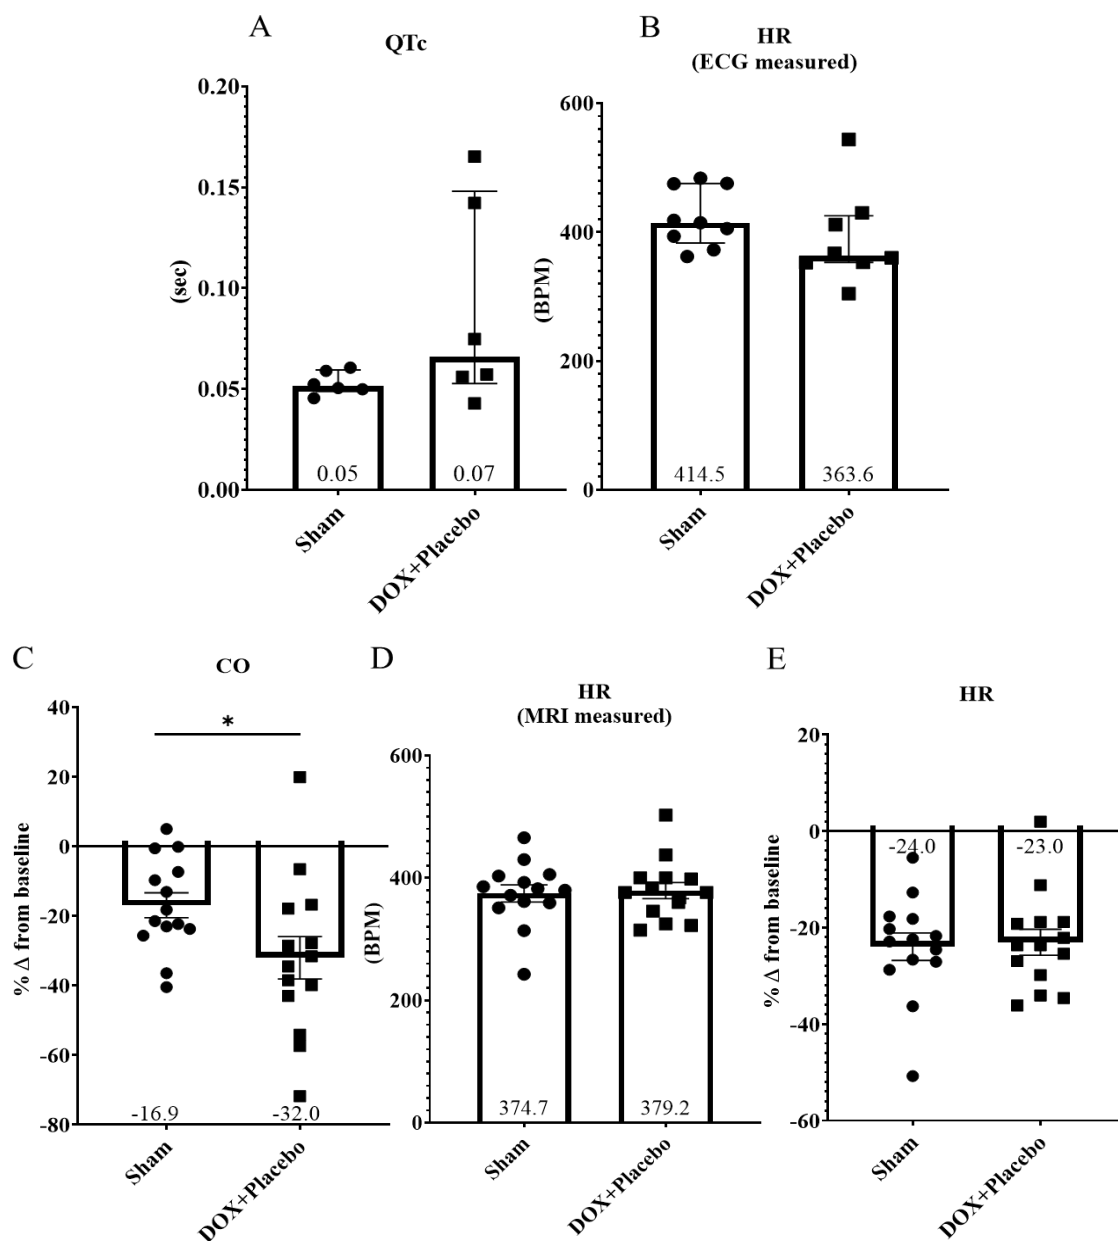 A
QTc
0.20
0.15
0.10
0.05
0.00
(sec)
0.05
0.07
Sham
DOX+Placebo
B
HR
(ECG measured)
600
400
200
0
(BPM)
414.5
363.6
Sham
DOX+Placebo
C
CO
40
20
0
-20
-40
-60
-80
% Δ from baseline
*
-16.9
-32.0
Sham
DOX+Placebo
D
HR
(MRI measured)
600
400
200
0
(BPM)
374.7
379.2
Sham
DOX+Placebo
E
HR
20
0
-20
-40
-60
% Δ from baseline
-24.0
-23.0
Sham
DOX+Placebo